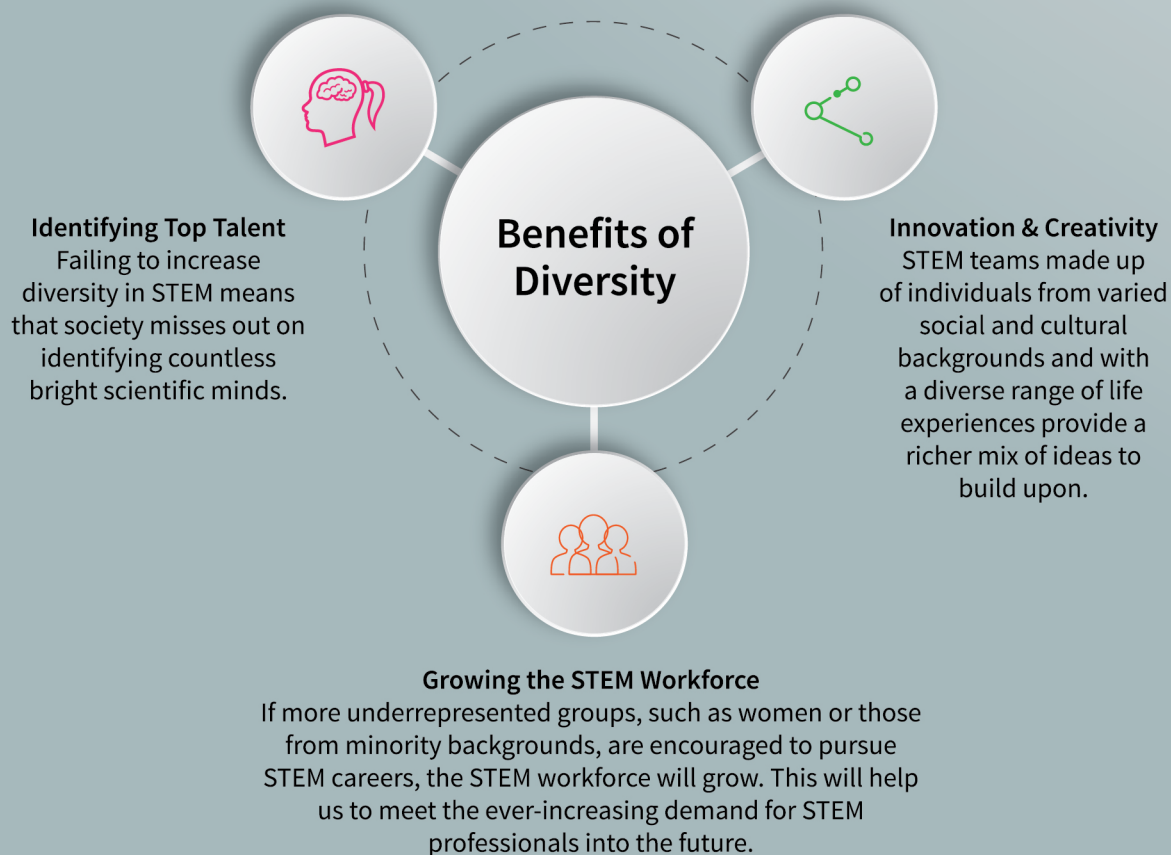 Benefits of
Diversity
Identifying Top Talent
Failing to increase
diversity in STEM means
that society misses out on
identifying countless
bright scientific minds.
Innovation & Creativity
STEM teams made up
of individuals from varied
social and cultural
backgrounds and with
a diverse range of life
experiences provide a
richer mix of ideas to
build upon.
Growing the STEM Workforce
If more underrepresented groups, such as women or those
from minority backgrounds, are encouraged to pursue
STEM careers, the STEM workforce will grow. This will help
us to meet the ever-increasing demand for STEM
professionals into the future.